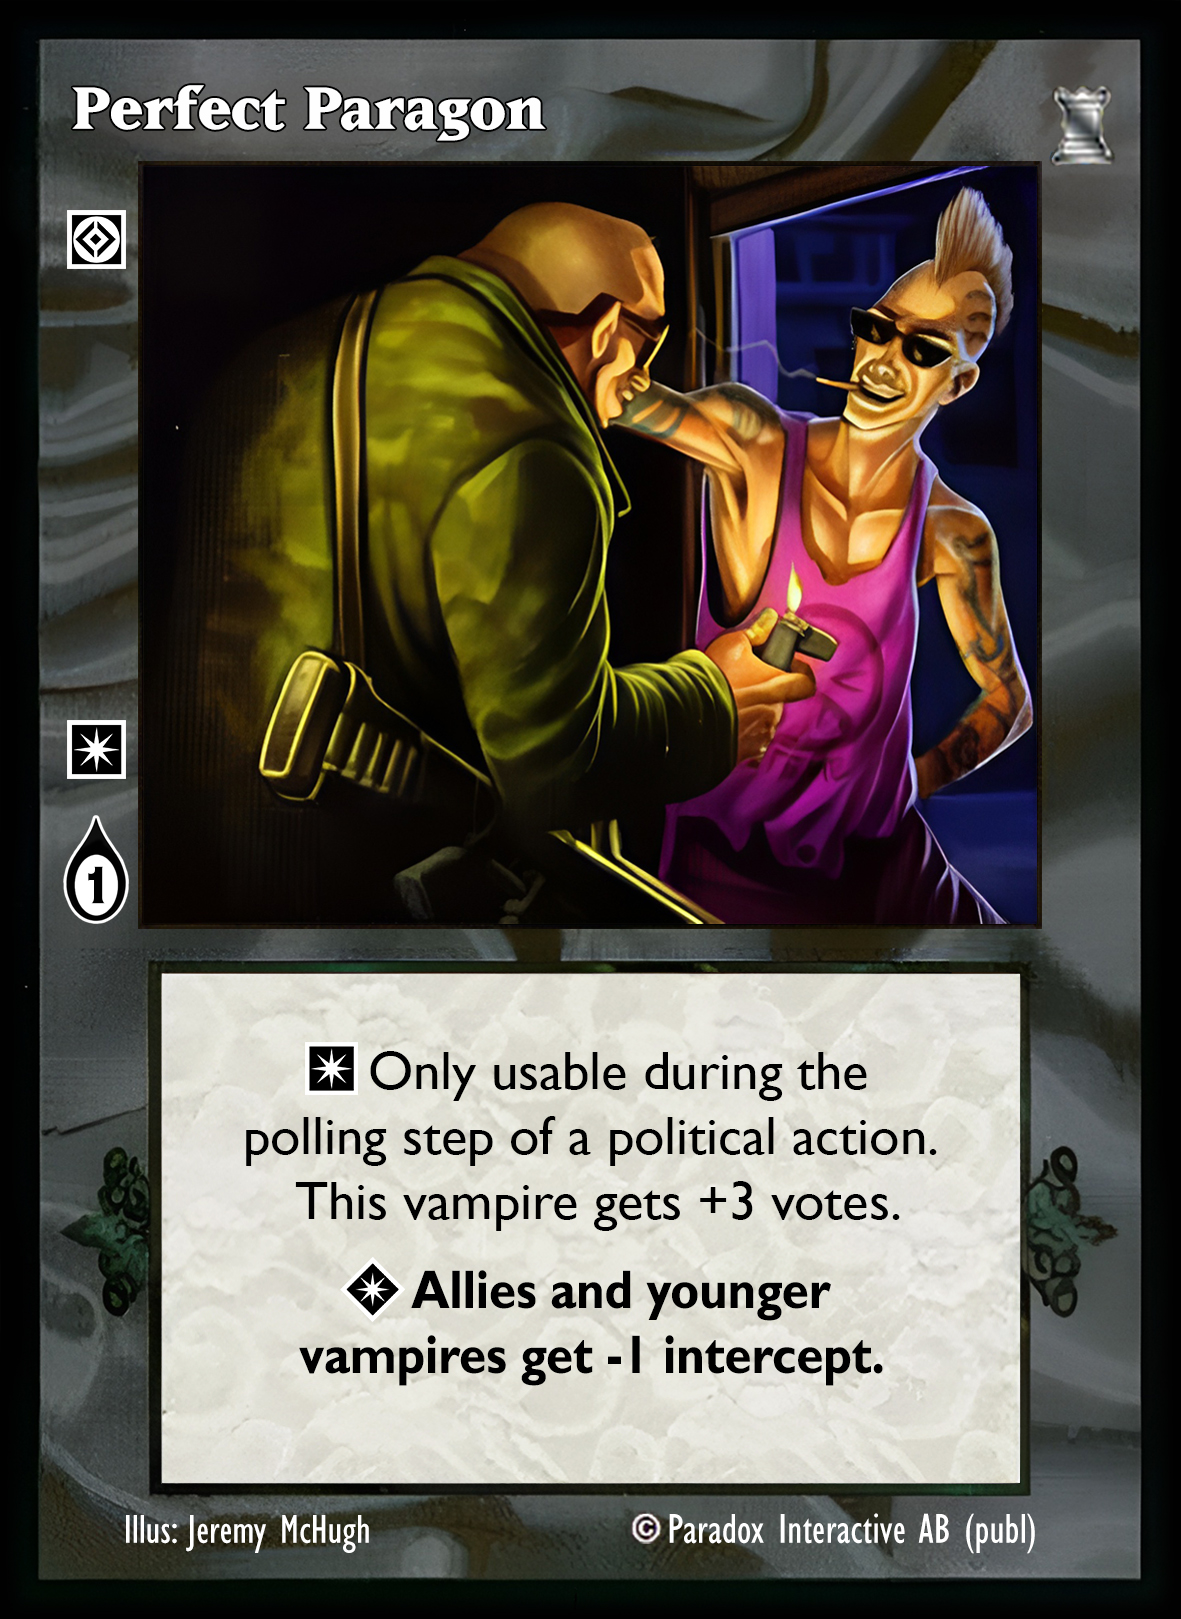 Perfect Paragon
1
Only usable during the
polling step of a political action.
This vampire gets +3 votes.
Allies and younger
vampires get -1 intercept.
Illus: Jeremy McHugh
© Paradox Interactive AB (publ)